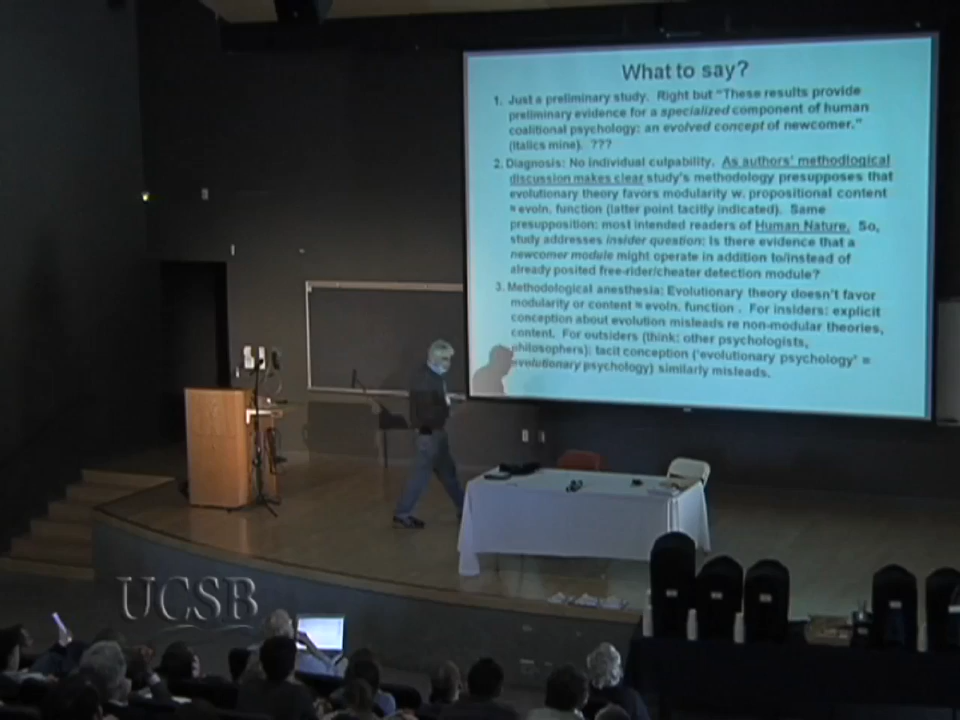 What to say?
1. Just a preliminary study. Right but "These results provide
preliminary evidence for a specialized component of human
coalitional psychology: an evolved concept of newcomer."
(italics mine). ???
2. Diagnosis: No individual culpability. As authors' methodlogical
discussion makes clear study's methodology presupposes that
evolutionary theory favors modularity w. propositional content
≈ evoln. function (latter point tacitly indicated). Same
presupposition: most intended readers of Human Nature. So,
study addresses insider question: Is there evidence that a
newcomer module might operate in addition to/instead of
already posited free-rider/cheater detection module?
3. Methodological anesthesia: Evolutionary theory doesn't favor
modularity or content ≈ evoln. function . For insiders: explicit
conception about evolution misleads re non-modular theories,
content. For outsiders (think: other psychologists,
philosophers): tacit conception ('evolutionary psychology' =
evolutionary psychology) similarly misleads.
UCSB